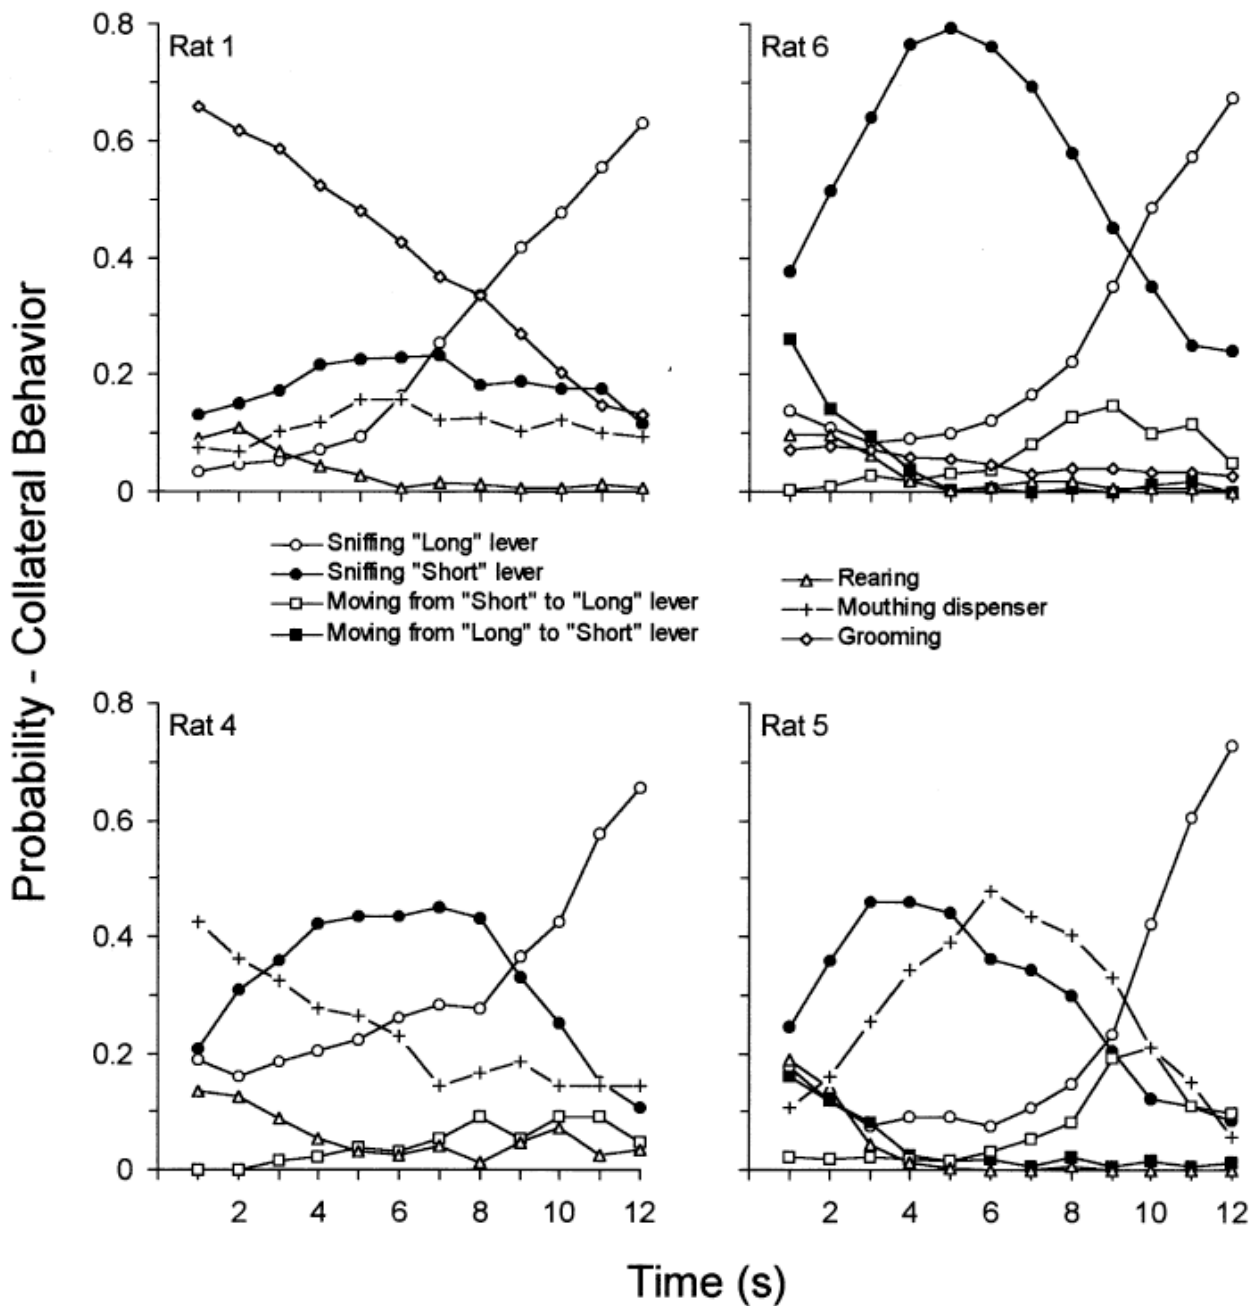 Probability - Collateral Behavior
Rat 1
0.8
0.6
0.4
0.2
0
Rat 6
Sniffing "Long" lever
Sniffing "Short" lever
Moving from "Short" to "Long" lever
Moving from "Long" to "Short" lever
Rearing
Mouthing dispenser
Grooming
Rat 4
0.8
0.6
0.4
0.2
0
2 4 6 8 10 12
Rat 5
2 4 6 8 10 12
Time (s)